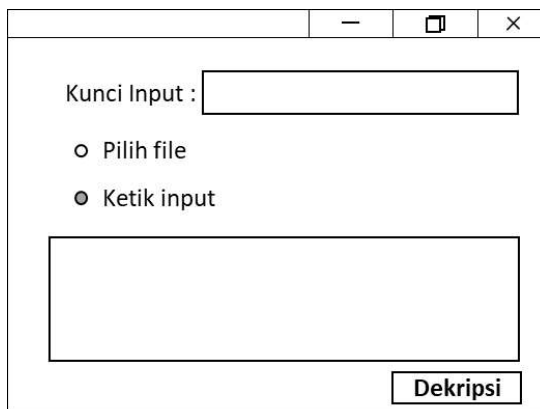 Kunci Input :
Pilih file
Ketik input
Dekripsi